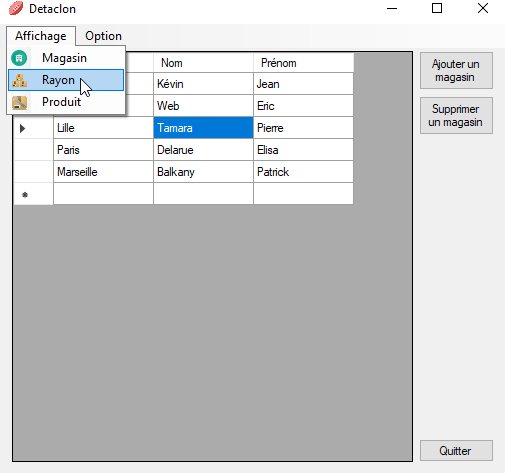 Detaclon
Affichage Option
Magasin
Rayon
Produit
Nom Prénom
Kévin Jean
Web Eric
Lille Tamara Pierre
Paris Delarue Elisa
Marseille Balkany Patrick
Ajouter un
magasin
Supprimer
un magasin
Quitter